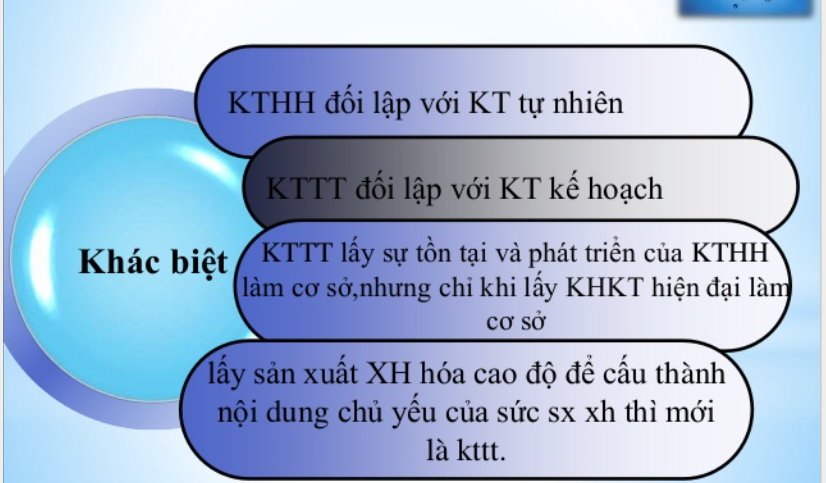 KTHH đối lập với KT tự nhiên
KTTT đối lập với KT kế hoạch
Khác biệt
KTTT lấy sự tồn tại và phát triển của KTHH
làm cơ sở,nhưng chỉ khi lấy KHKT hiện đại làm
cơ sở
lấy sản xuất XH hóa cao độ để cấu thành
nội dung chủ yếu của sức sx xh thì mới
là kttt.